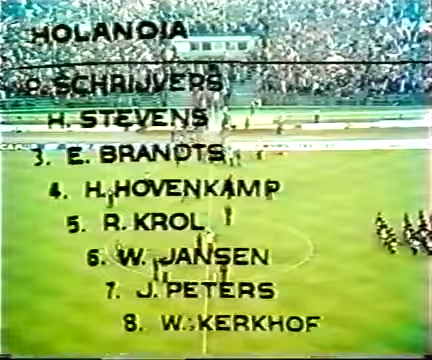 HOLANDIA
P. SCHRIJVERS
H. STEVENS
3. E. BRANDTS
4. H. HOVENKAMP
5. R. KROL
6. W. JANSEN
7. J. PETERS
8. W. KERKHOF